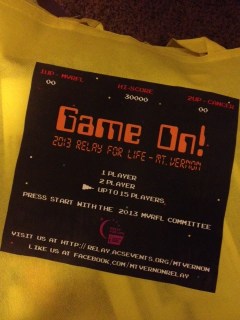 1UP-MVRFL HI-SCORE 2UP-CANCER
00 30000 00
Game On!
2013 RELAY FOR LIFE - MT. VERNON
1 PLAYER
2 PLAYER
UP TO 15 PLAYERS
PRESS START WITH THE 2013 MVRFL COMMITTEE
VISIT US AT HTTP://RELAY.ACSEVENTS.ORG/MTVERNON
LIKE US AT FACEBOOK.COM/MTVERNONRELAY